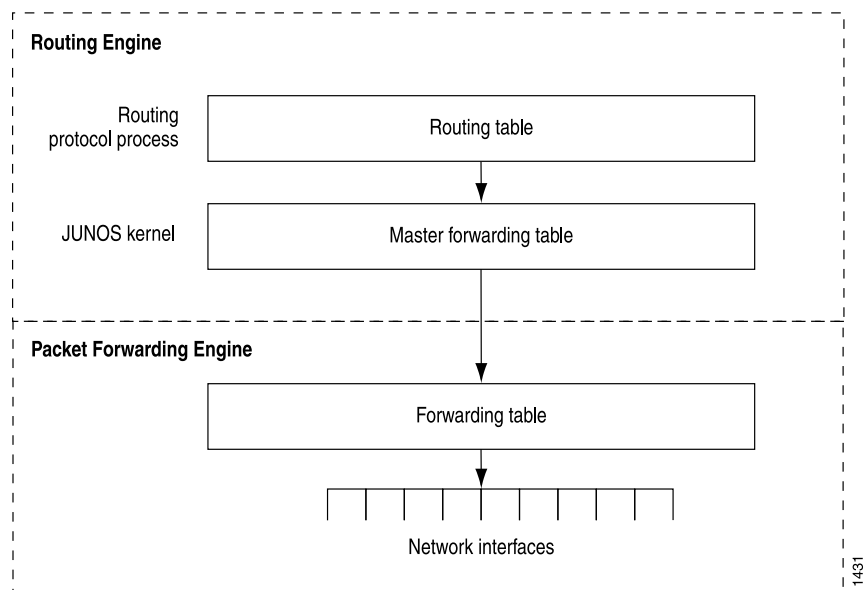 Routing Engine
Routing
protocol process
Routing table
JUNOS kernel
Master forwarding table
Packet Forwarding Engine
Forwarding table
Network interfaces
1431